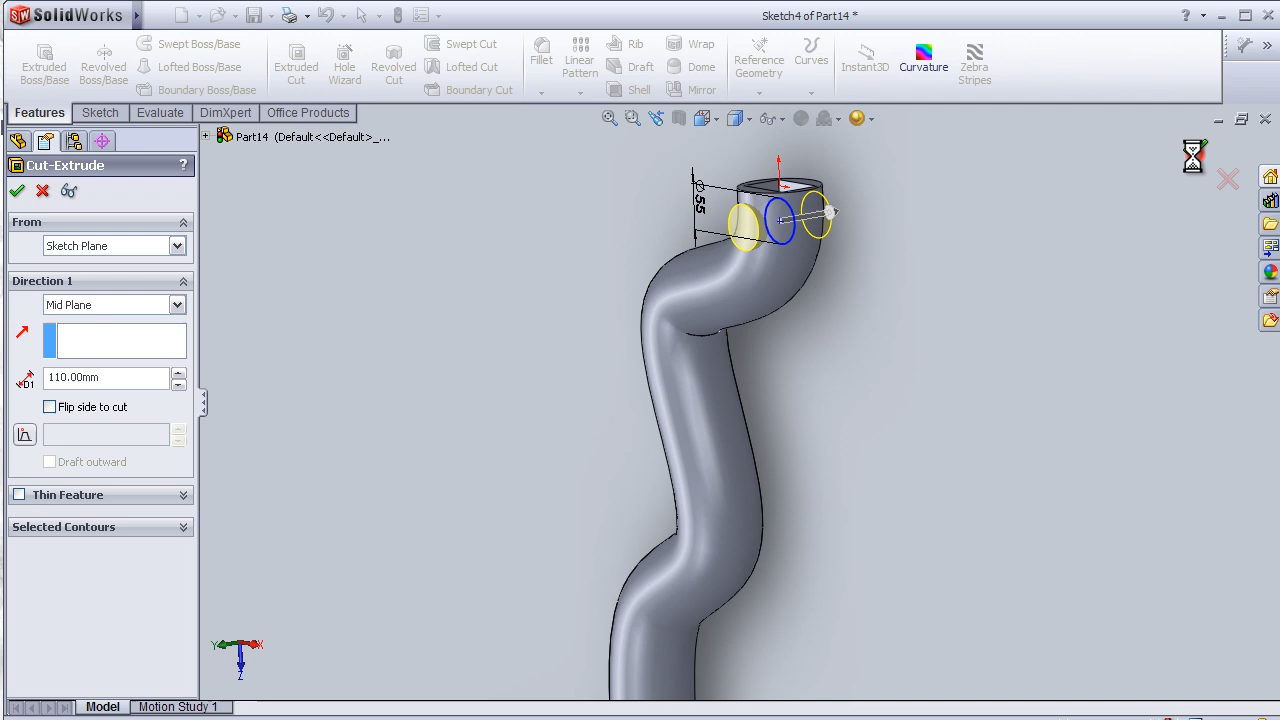 SolidWorks
Sketch4 of Part14 *
?
Extruded Boss/Base
Revolved Boss/Base
Swept Boss/Base
Lofted Boss/Base
Boundary Boss/Base
Extruded Cut
Hole Wizard
Revolved Cut
Swept Cut
Lofted Cut
Boundary Cut
Fillet
Linear Pattern
Rib
Draft
Shell
Wrap
Dome
Mirror
Reference Geometry
Curves
Instant3D
Curvature
Zebra Stripes
Features
Sketch
Evaluate
DimXpert
Office Products
Part14 (Default<<Default>_...
Cut-Extrude
?
From
Sketch Plane
Direction 1
Mid Plane
D1
110.00mm
Flip side to cut
Draft outward
Thin Feature
Selected Contours
Ø 55
Y
X
Z
Model
Motion Study 1